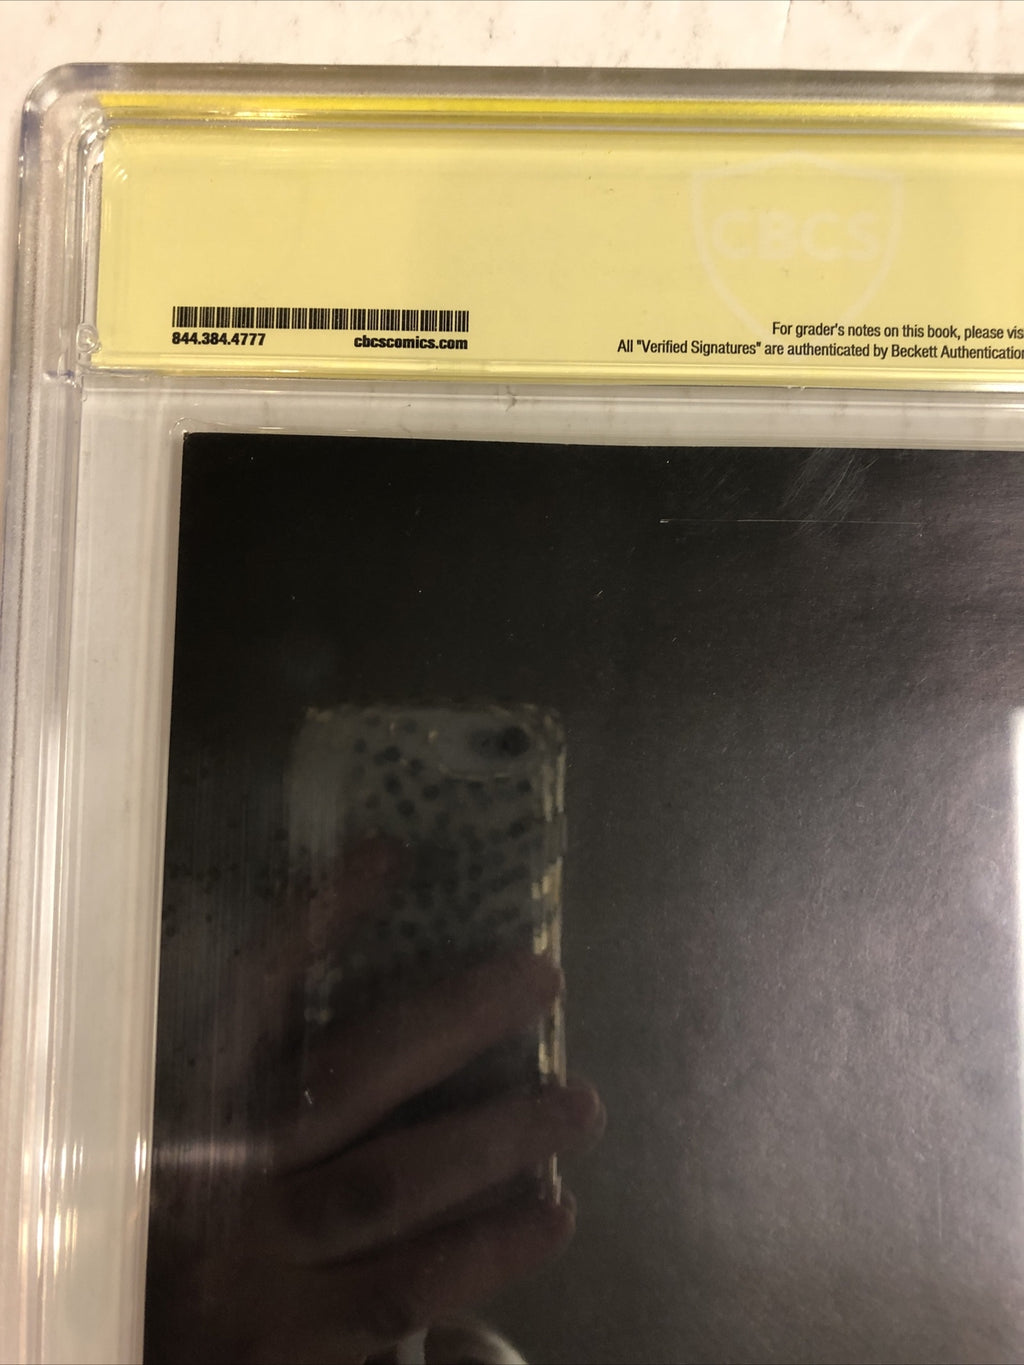 CBCS
844.384.4777 cbcscomics.com
For grader's notes on this book, please vis
All "Verified Signatures" are authenticated by Beckett Authentication